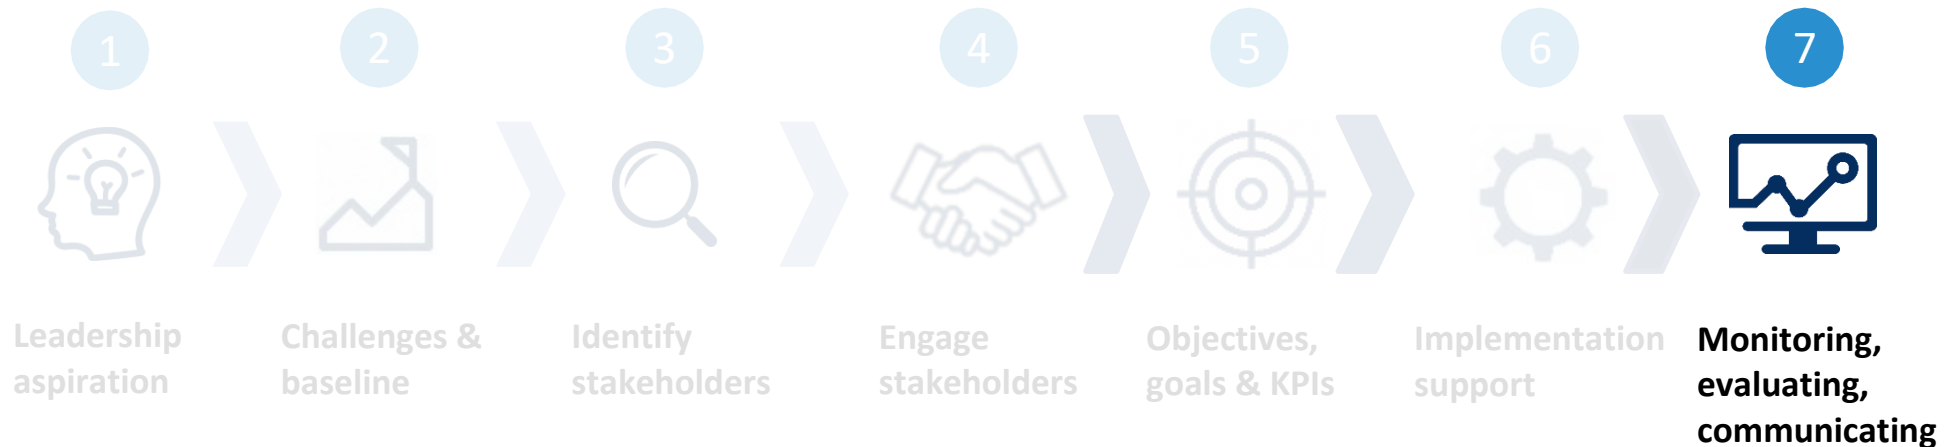 1
2
3
4
5
6
7
Leadership
aspiration
Challenges &
baseline
Identify
stakeholders
Engage
stakeholders
Objectives,
goals & KPIs
Implementation
support
Monitoring,
evaluating,
communicating